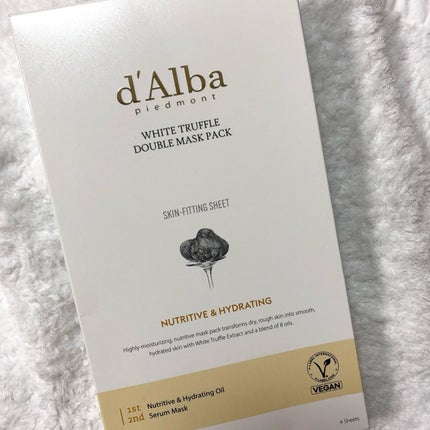 d'Alba
piedmont
WHITE TRUFFLE
DOUBLE MASK PACK
SKIN-FITTING SHEET
NUTRITIVE & HYDRATING
Highly-moisturizing, nutritive mask pack transforms dry, rough skin into smooth,
hydrated skin with White Truffle Extract and a blend of 8 oils.
1st Nutritive & Hydrating Oil
2nd Serum Mask
VEGAN
4 Sheets